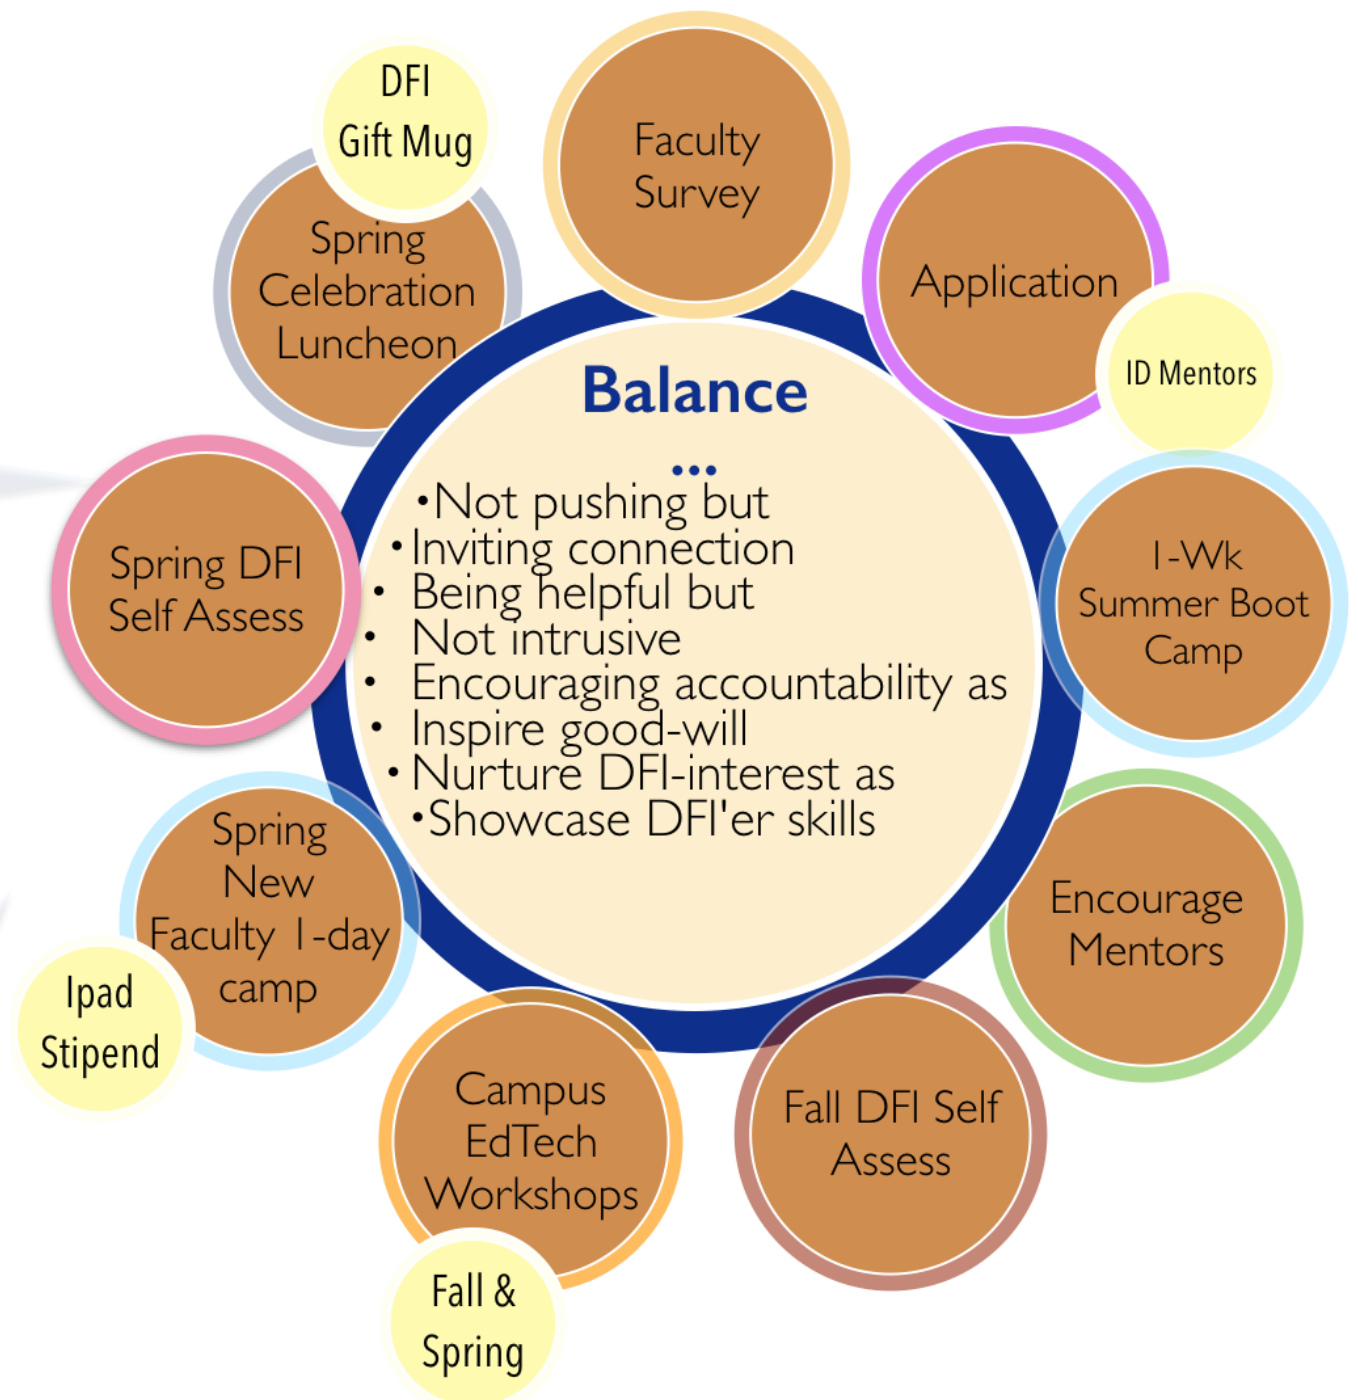 DFI
Gift Mug
Faculty
Survey
Application
ID Mentors
1-Wk
Summer Boot
Camp
Encourage
Mentors
Fall DFI Self
Assess
Campus
EdTech
Workshops
Fall &
Spring
Spring
New
Faculty 1-day
camp
Ipad
Stipend
Spring DFI
Self Assess
Spring
Celebration
Luncheon
Balance
...
•Not pushing but
•Inviting connection
• Being helpful but
• Not intrusive
• Encouraging accountability as
• Inspire good-will
•Nurture DFI-interest as
•Showcase DFI'er skills